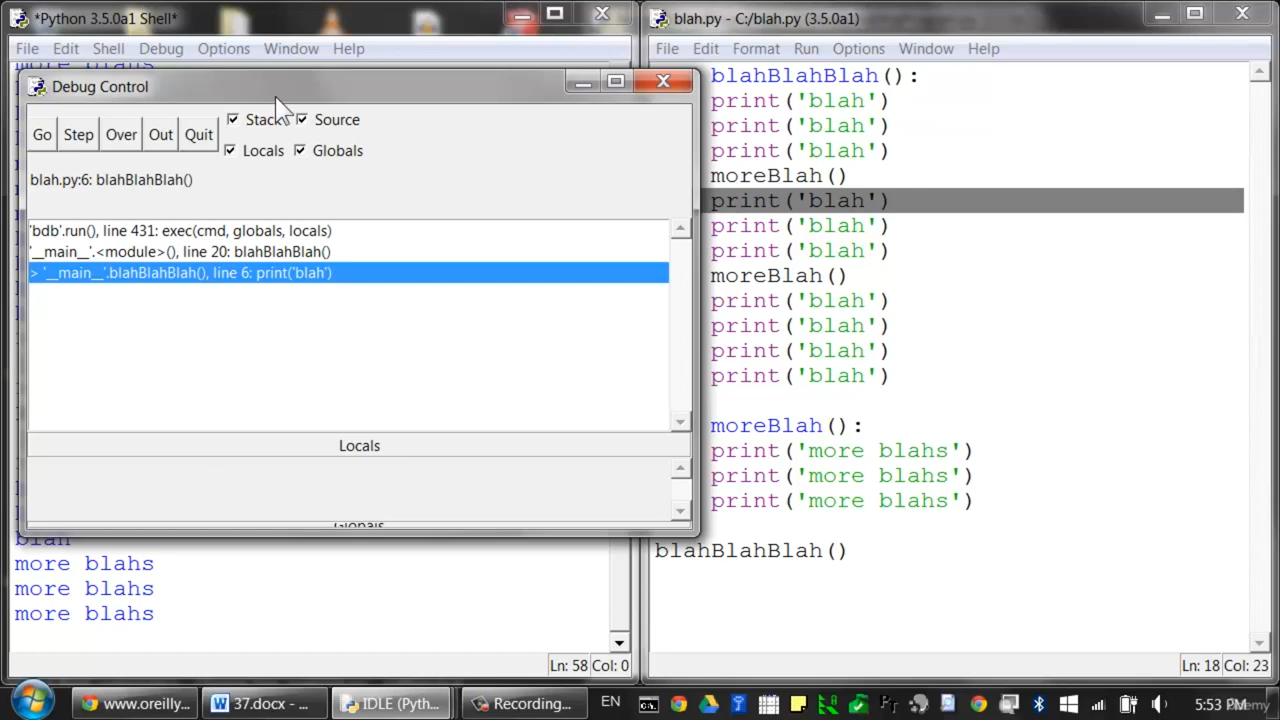 *Python 3.5.0a1 Shell*
File Edit Shell Debug Options Window Help
more blahs
Debug Control
Go Step Over Out Quit
Stack Source
Locals Globals
blah.py:6: blahBlahBlah()
'bdb'.run(), line 431: exec(cmd, globals, locals)
'__main__'.<module>(), line 20: blahBlahBlah()
> '__main__'.blahBlahBlah(), line 6: print('blah')
Locals
Globals
blah
more blahs
more blahs
more blahs
Ln: 58 Col: 0
blah.py - C:/blah.py (3.5.0a1)
File Edit Format Run Options Window Help
blahBlahBlah():
print('blah')
print('blah')
print('blah')
moreBlah()
print('blah')
print('blah')
print('blah')
moreBlah()
print('blah')
print('blah')
print('blah')
print('blah')
moreBlah():
print('more blahs')
print('more blahs')
print('more blahs')
blahBlahBlah()
Ln: 18 Col: 23
www.oreilly,... 37.docx - ... IDLE (Pyth... Recording... EN 5:53 PM